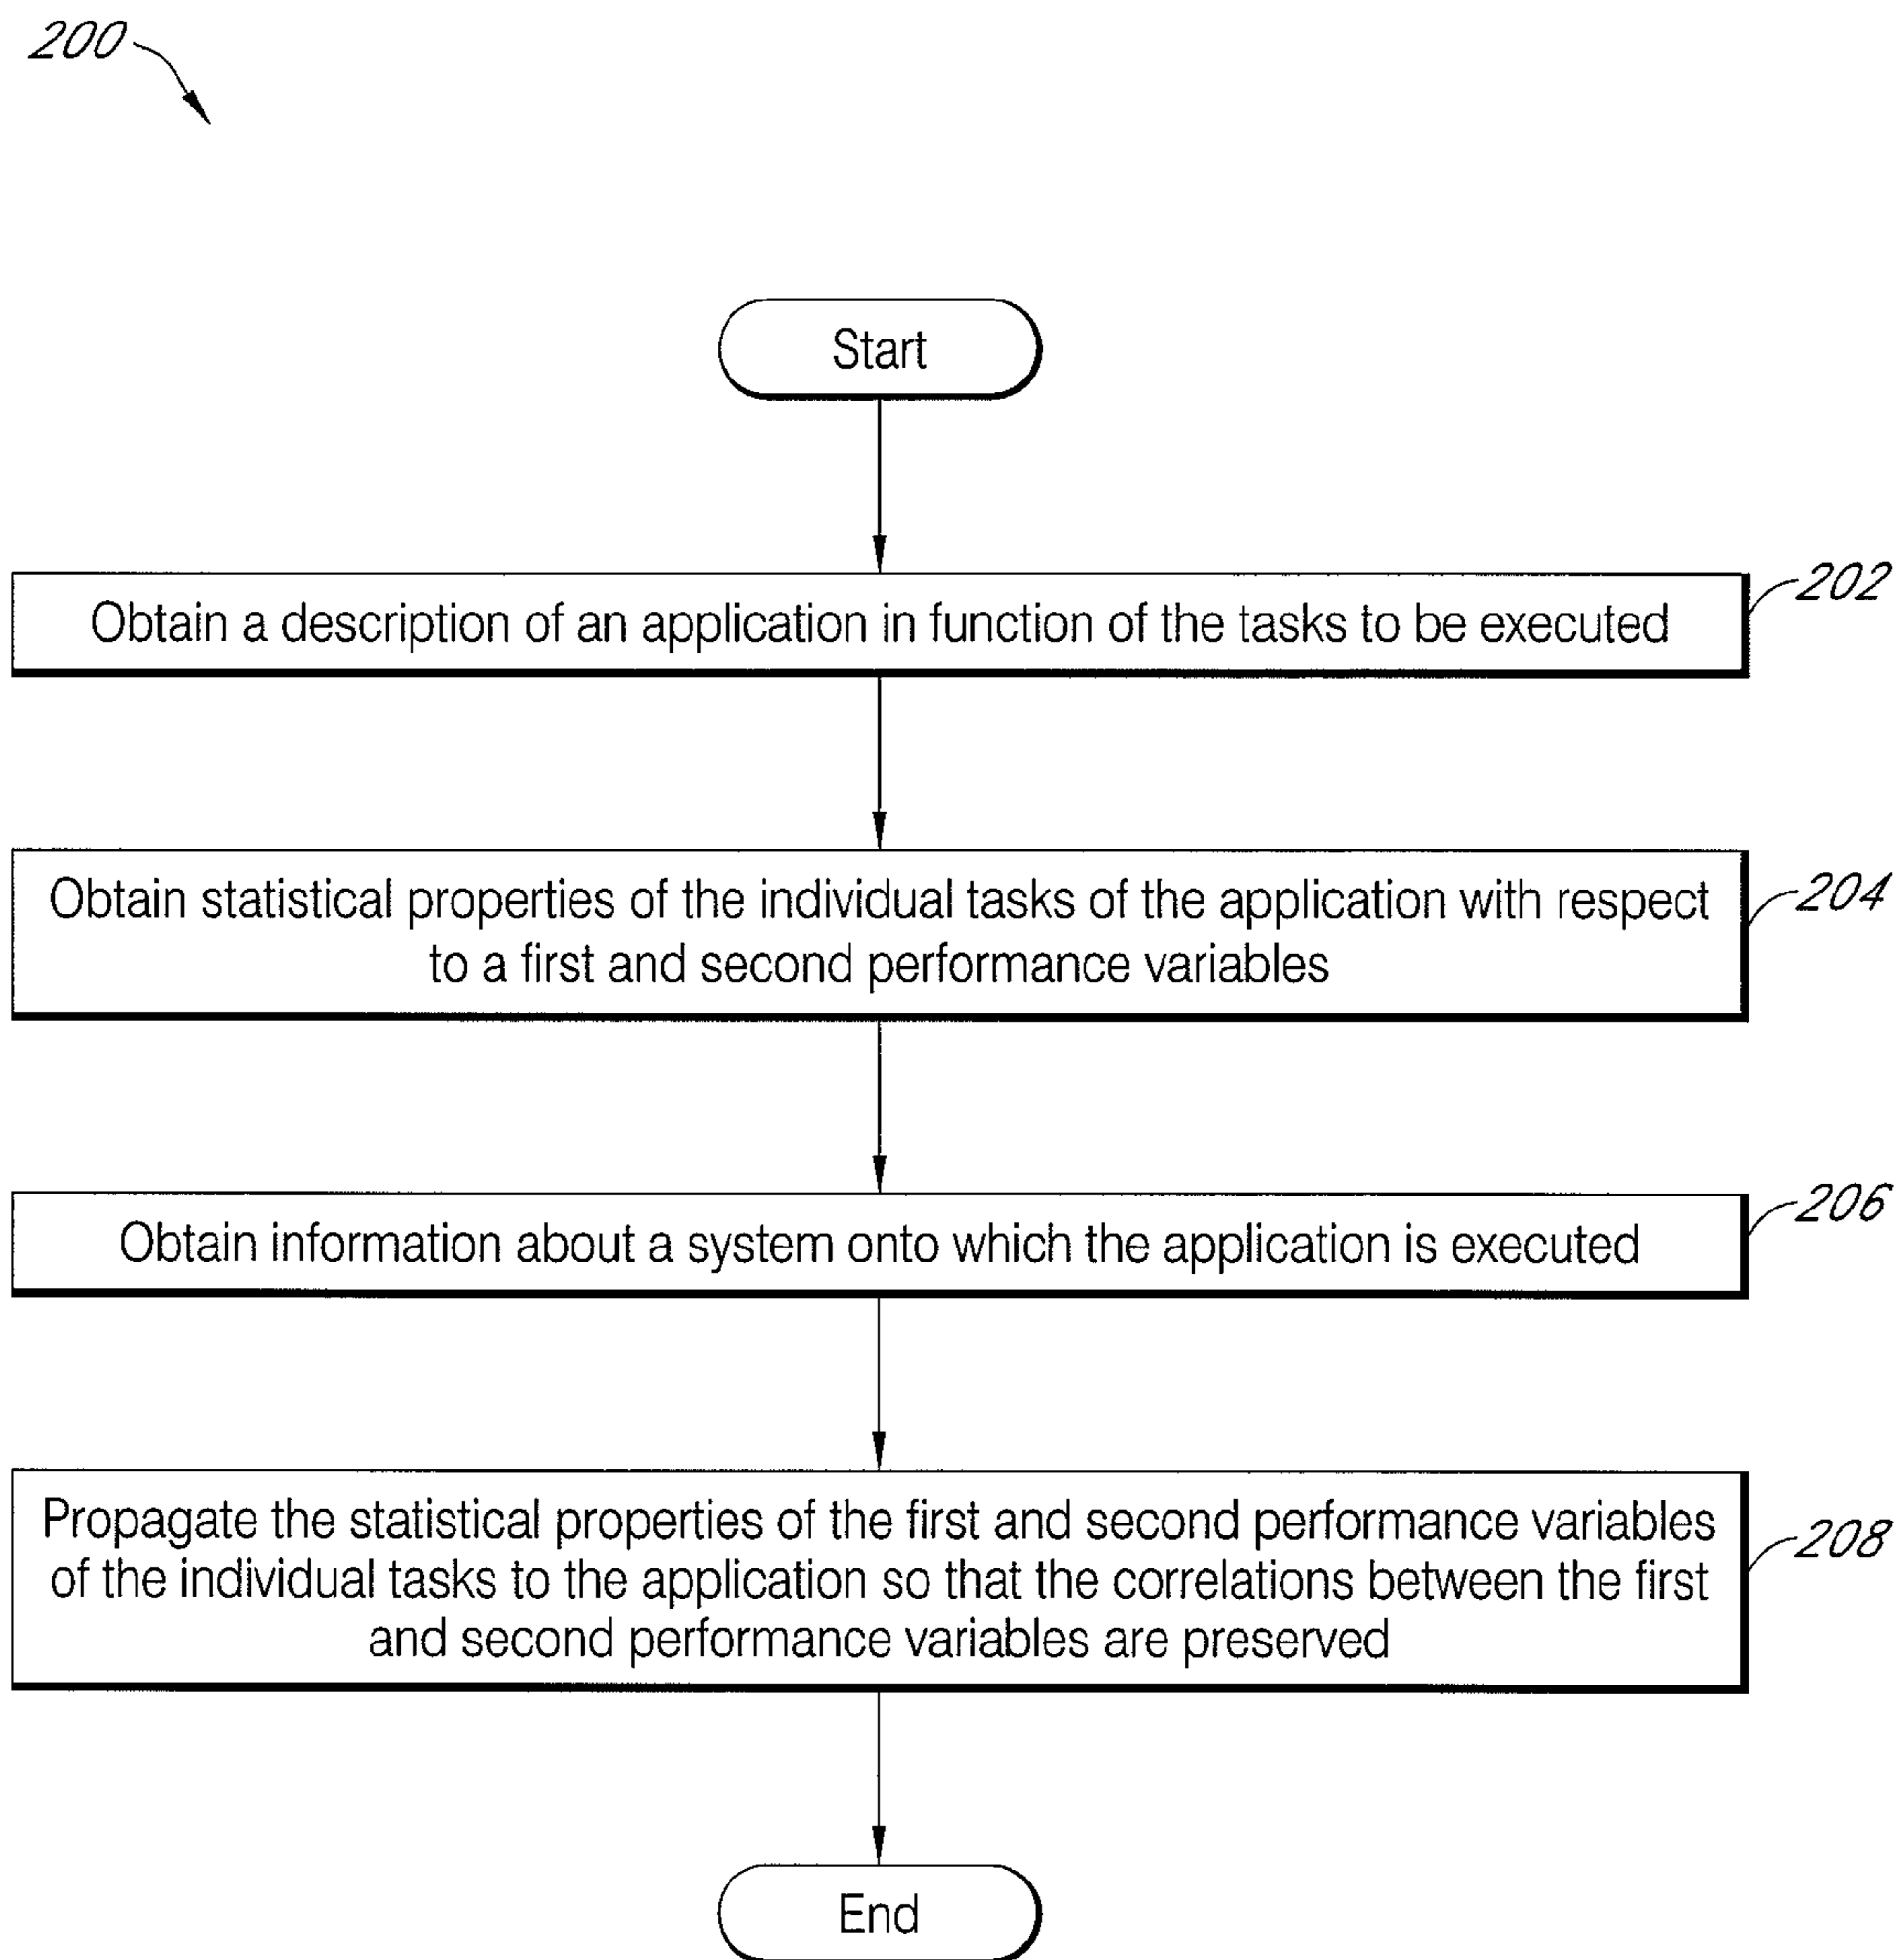 200
Start
Obtain a description of an application in function of the tasks to be executed
202
Obtain statistical properties of the individual tasks of the application with respect
to a first and second performance variables
204
Obtain information about a system onto which the application is executed
206
Propagate the statistical properties of the first and second performance variables
of the individual tasks to the application so that the correlations between the first
and second performance variables are preserved
208
End